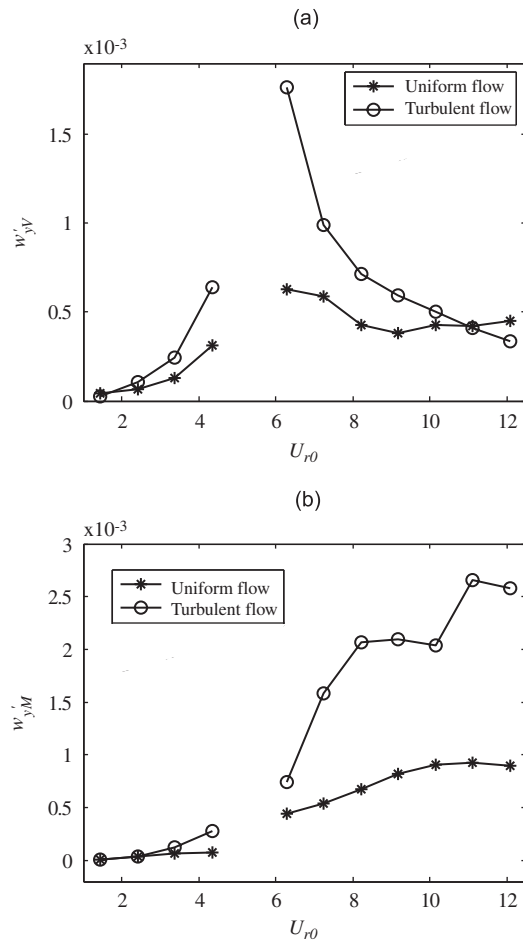 (a)
x10⁻³
1.5
1
0.5
0
w'yV
Uniform flow
Turbulent flow
2 4 6 8 10 12
Ur0
(b)
x10⁻³
3
2.5
2
1.5
1
0.5
0
w'yM
Uniform flow
Turbulent flow
2 4 6 8 10 12
Ur0